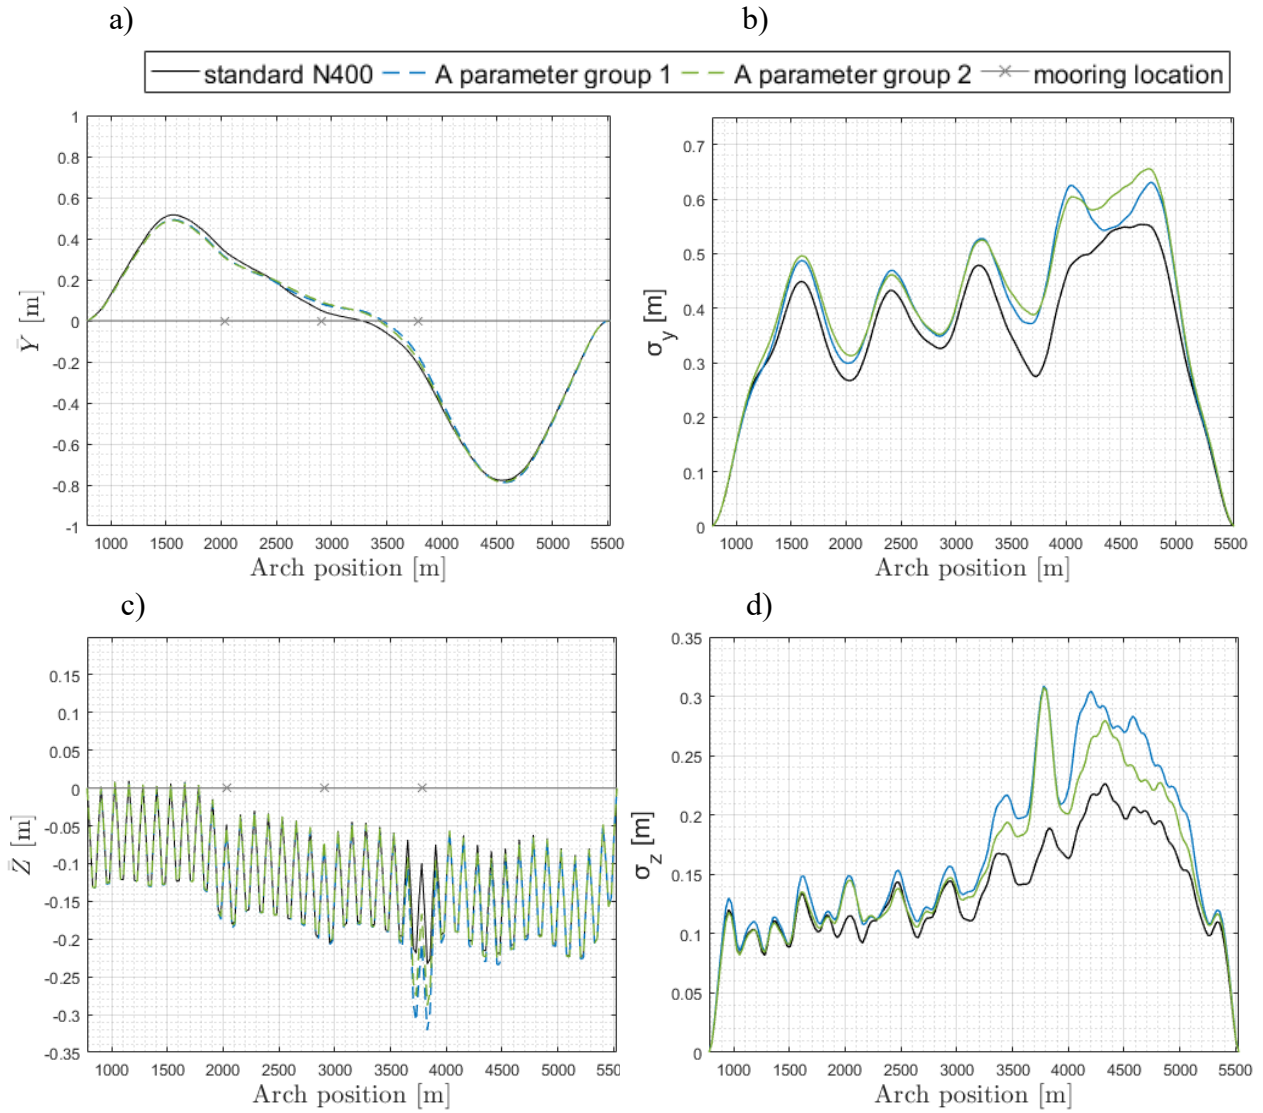 a) b)
standard N400 A parameter group 1 A parameter group 2 mooring location
1
0.8
0.6
0.4
0.2
0
-0.2
-0.4
-0.6
-0.8
-1
Ȳ [m]
1000 1500 2000 2500 3000 3500 4000 4500 5000 5500
Arch position [m]
0.7
0.6
0.5
0.4
0.3
0.2
0.1
0
σy [m]
1000 1500 2000 2500 3000 3500 4000 4500 5000 5500
Arch position [m]
c) d)
0.15
0.1
0.05
0
-0.05
-0.1
-0.15
-0.2
-0.25
-0.3
-0.35
Z̄ [m]
1000 1500 2000 2500 3000 3500 4000 4500 5000 550
Arch position [m]
0.35
0.3
0.25
0.2
0.15
0.1
0.05
0
σz [m]
1000 1500 2000 2500 3000 3500 4000 4500 5000 5500
Arch position [m]